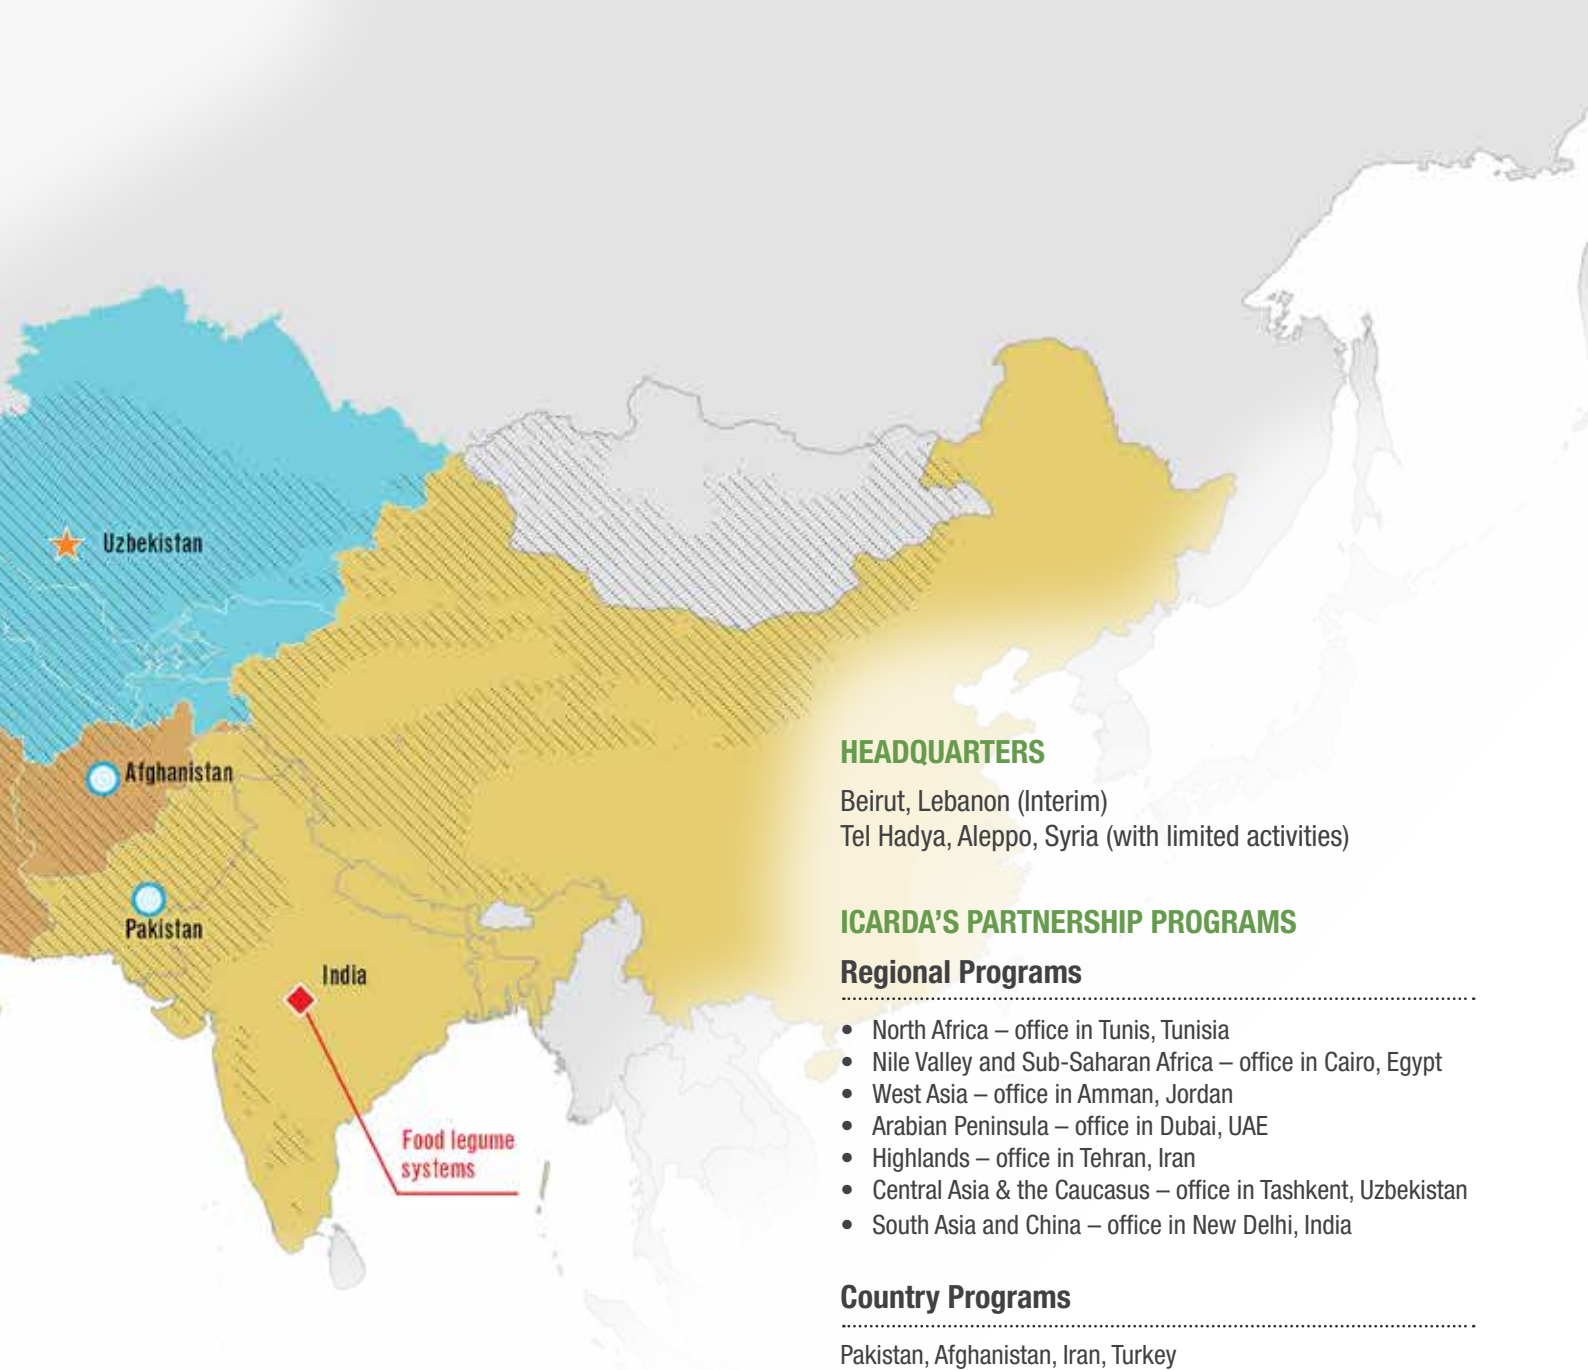 Uzbekistan
Afghanistan
Pakistan
India
Food legume
systems
HEADQUARTERS
Beirut, Lebanon (Interim)
Tel Hadya, Aleppo, Syria (with limited activities)
ICARDA’S PARTNERSHIP PROGRAMS
Regional Programs
• North Africa – office in Tunis, Tunisia
• Nile Valley and Sub-Saharan Africa – office in Cairo, Egypt
• West Asia – office in Amman, Jordan
• Arabian Peninsula – office in Dubai, UAE
• Highlands – office in Tehran, Iran
• Central Asia & the Caucasus – office in Tashkent, Uzbekistan
• South Asia and China – office in New Delhi, India
Country Programs
Pakistan, Afghanistan, Iran, Turkey